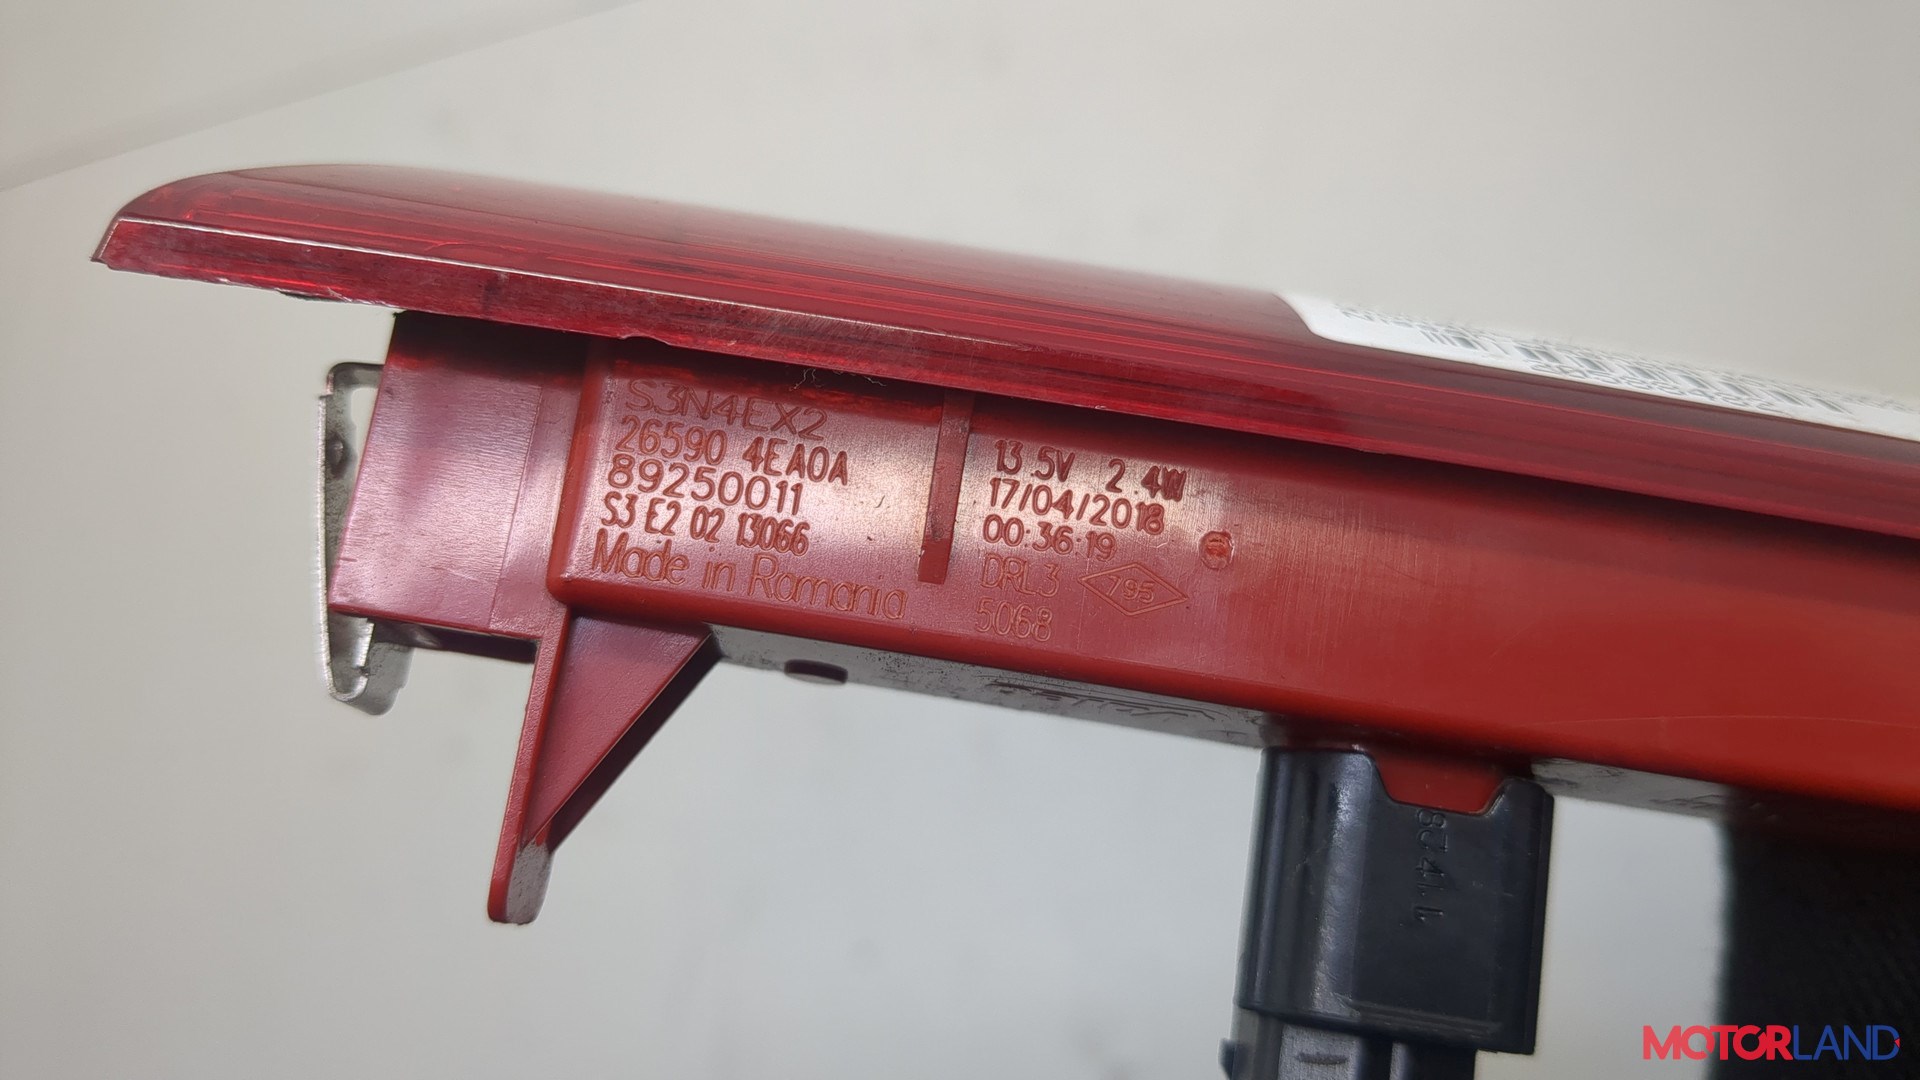 S3N4EX2
26590 4EA0A
89250011
S3 E2 02 13066
Made in Romania
13.5V 2.4W
17/04/2018
00:36:19
DRL3
795
5068
MOTORLAND